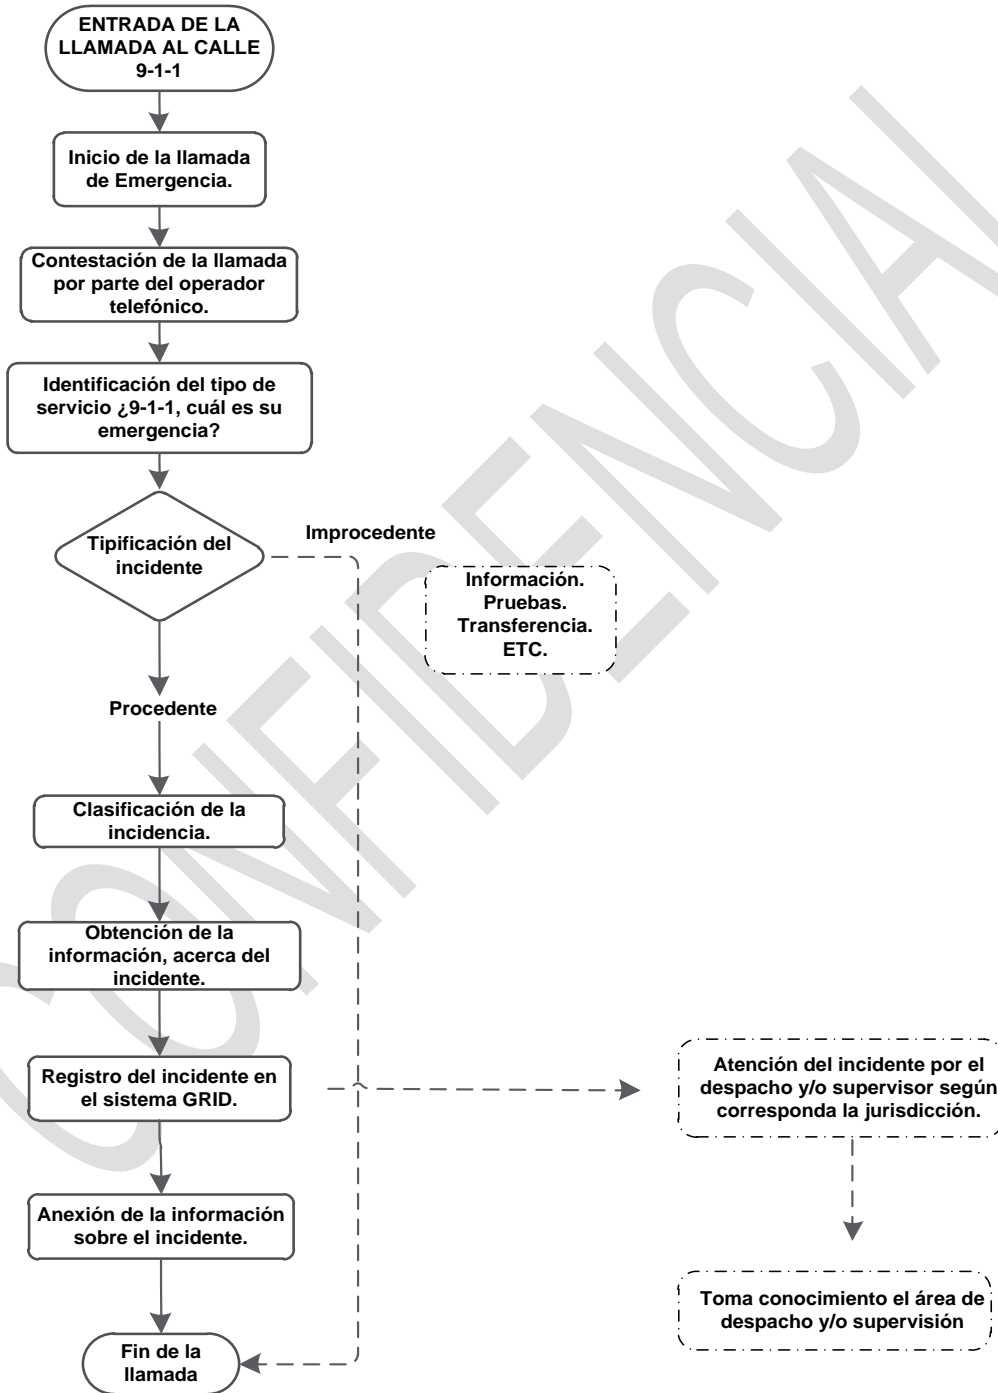 ENTRADA DE LA
LLAMADA AL CALLE
9-1-1
Inicio de la llamada
de Emergencia.
Contestación de la llamada
por parte del operador
telefónico.
Identificación del tipo de
servicio ¿9-1-1, cuál es su
emergencia?
Tipificación del
incidente
Improcedente
Información.
Pruebas.
Transferencia.
ETC.
Procedente
Clasificación de la
incidencia.
Obtención de la
información, acerca del
incidente.
Registro del incidente en
el sistema GRID.
Atención del incidente por el
despacho y/o supervisor según
corresponda la jurisdicción.
Anexión de la información
sobre el incidente.
Toma conocimiento el área de
despacho y/o supervisión
Fin de la
llamada
CONFIDENCIAL